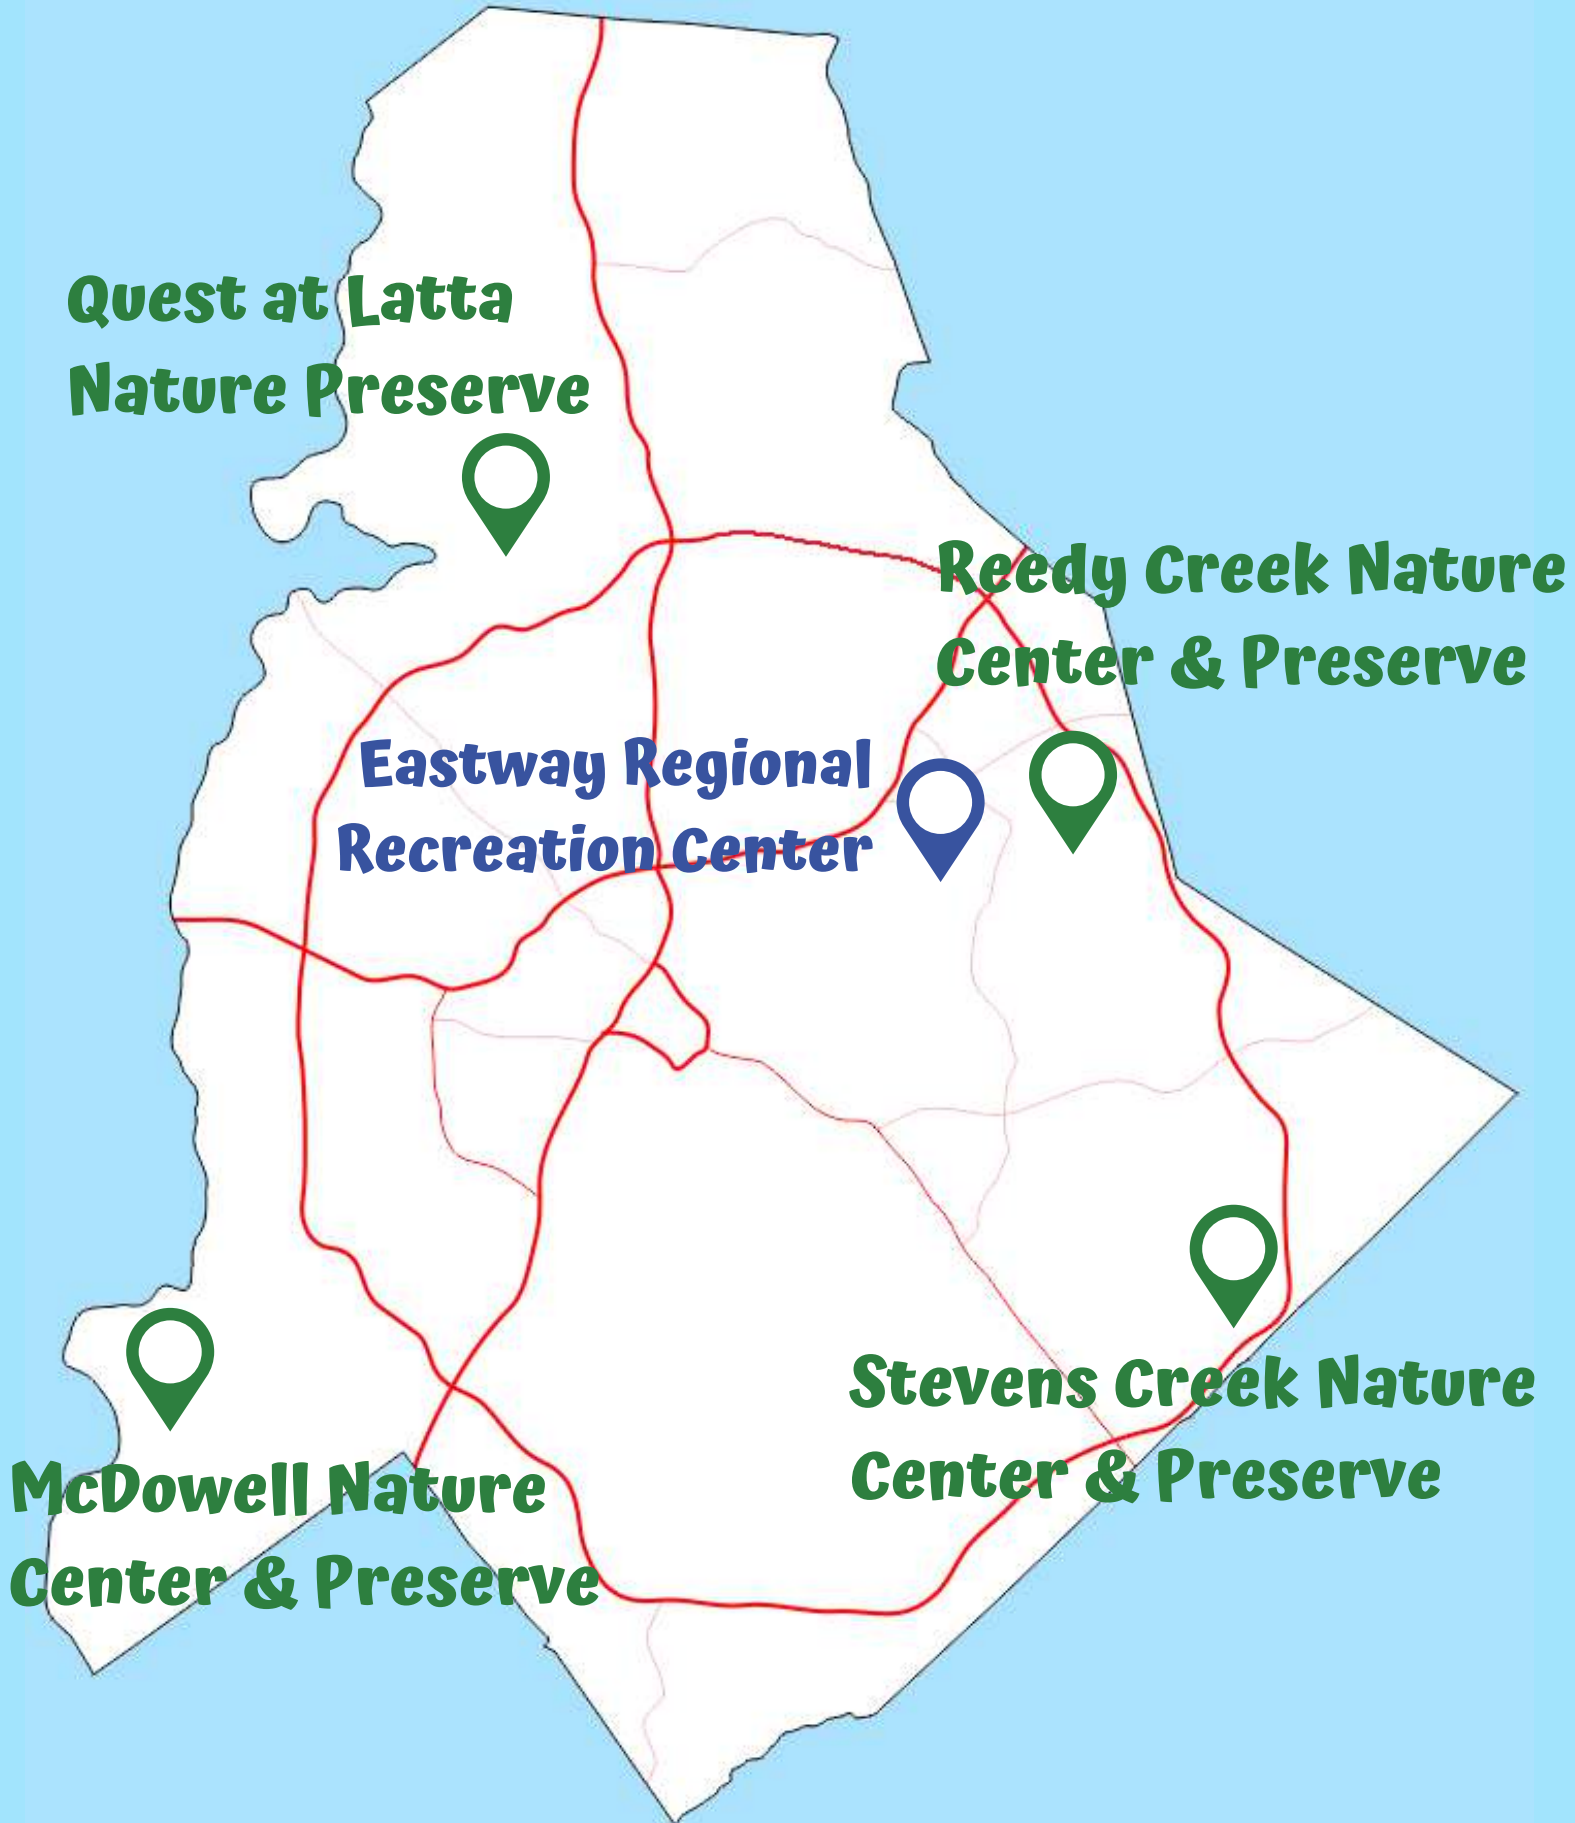 Quest at Latta
Nature Preserve
Reedy Creek Nature
Center & Preserve
Eastway Regional
Recreation Center
Stevens Creek Nature
Center & Preserve
McDowell Nature
Center & Preserve